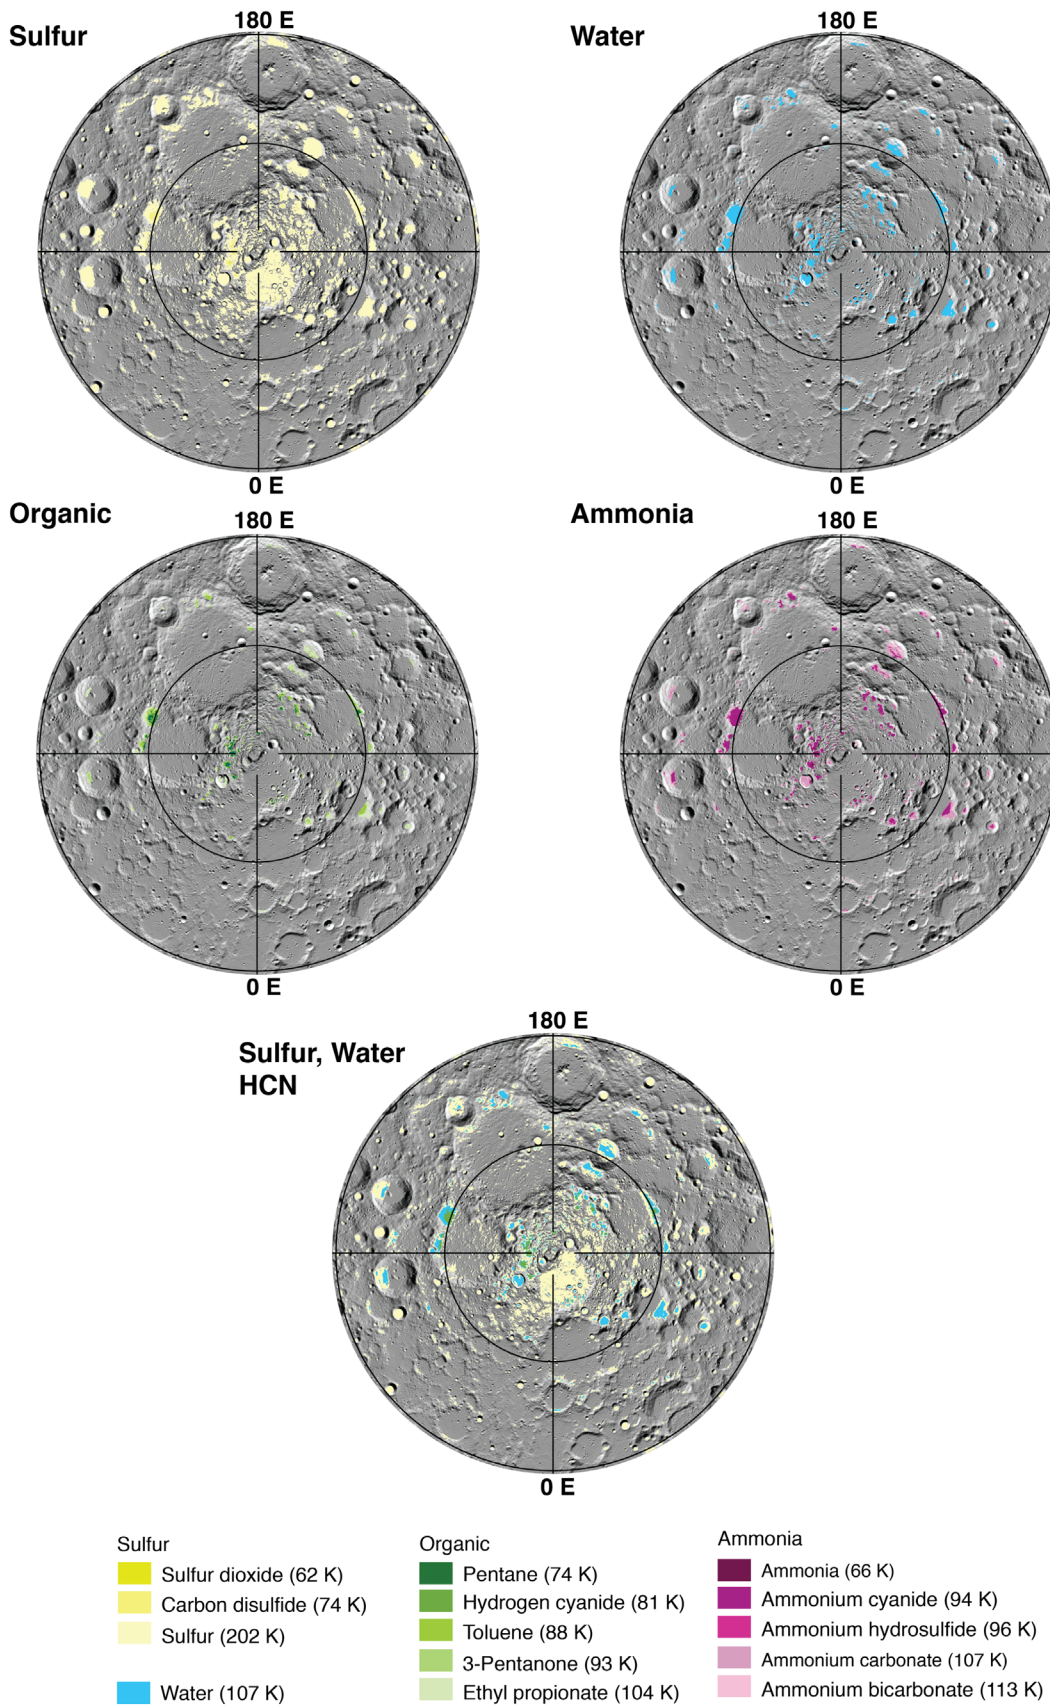 Sulfur
180 E
Water
180 E
0 E
0 E
Organic
180 E
Ammonia
180 E
0 E
0 E
Sulfur, Water
HCN
180 E
0 E
Sulfur
Sulfur dioxide (62 K)
Carbon disulfide (74 K)
Sulfur (202 K)
Water (107 K)
Organic
Pentane (74 K)
Hydrogen cyanide (81 K)
Toluene (88 K)
3-Pentanone (93 K)
Ethyl propionate (104 K)
Ammonia
Ammonia (66 K)
Ammonium cyanide (94 K)
Ammonium hydrosulfide (96 K)
Ammonium carbonate (107 K)
Ammonium bicarbonate (113 K)